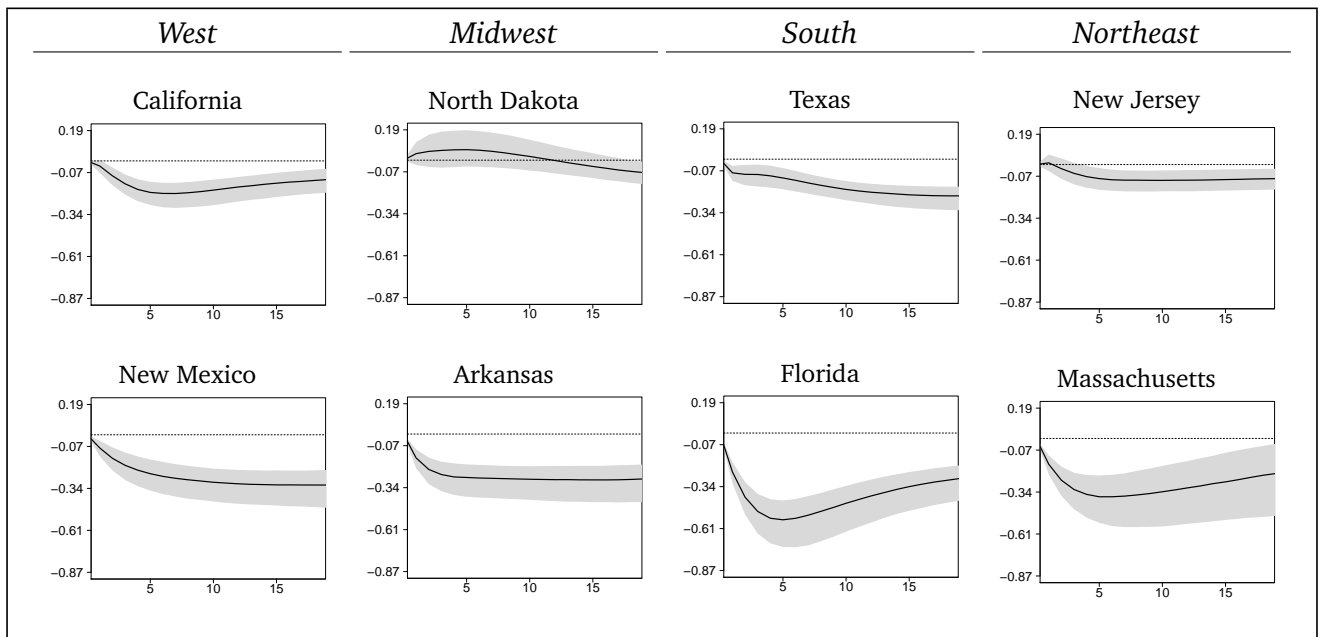 West Midwest South Northeast
California North Dakota Texas New Jersey
0.19 0.19 0.19 0.19
−0.07 −0.07 −0.07 −0.07
−0.34 −0.34 −0.34 −0.34
−0.61 −0.61 −0.61 −0.61
−0.87 −0.87 −0.87 −0.87
5 10 15 5 10 15 5 10 15 5 10 15
New Mexico Arkansas Florida Massachusetts
0.19 0.19 0.19 0.19
−0.07 −0.07 −0.07 −0.07
−0.34 −0.34 −0.34 −0.34
−0.61 −0.61 −0.61 −0.61
−0.87 −0.87 −0.87 −0.87
5 10 15 5 10 15 5 10 15 5 10 15